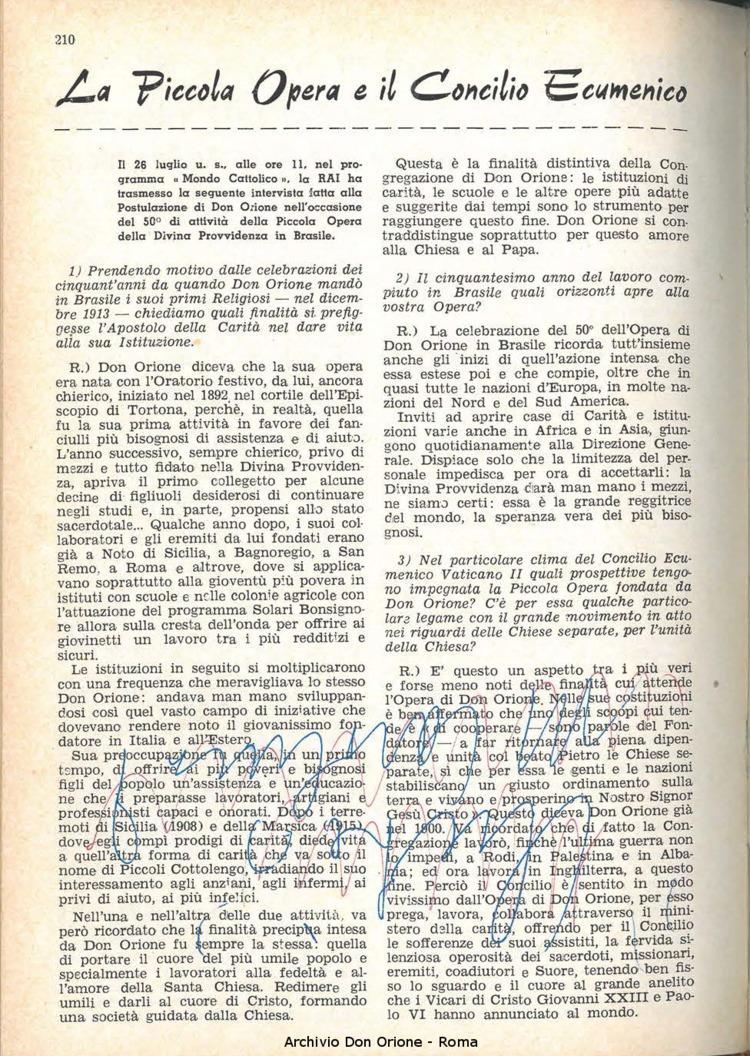 210
La Piccola Opera e il Concilio Ecumenico
Il 26 luglio u. s., alle ore 11, nel pro-
gramma « Mondo Cattolico », la RAI ha
trasmesso la seguente intervista fatta alla
Postulazione di Don Orione nell'occasione
del 50º di attività della Piccola Opera
della Divina Provvidenza in Brasile.
1) Prendendo motivo dalle celebrazioni dei
cinquant'anni da quando Don Orione mandò
in Brasile i suoi primi Religiosi — nel dicem-
bre 1913 — chiediamo quali finalità si prefig-
gesse l'Apostolo della Carità nel dare vita
alla sua Istituzione.
R.) Don Orione diceva che la sua opera
era nata con l'Oratorio festivo, da lui, ancora
chierico, iniziato nel 1892 nel cortile dell'Epi-
scopio di Tortona, perchè, in realtà, quella
fu la sua prima attività in favore dei fan-
ciulli più bisognosi di assistenza e di aiuto.
L'anno successivo, sempre chierico, privo di
mezzi e tutto fidato nella Divina Provviden-
za, apriva il primo collegetto per alcune
decine di figliuoli desiderosi di continuare
negli studi e, in parte, propensi allo stato
sacerdotale... Qualche anno dopo, i suoi col-
laboratori e gli eremiti da lui fondati erano
già a Noto di Sicilia, a Bagnoregio, a San
Remo, a Roma e altrove, dove si applica-
vano soprattutto alla gioventù più povera in
istituti con scuole e nelle colonie agricole con
l'attuazione del programma Solari Bonsigno-
re allora sulla cresta dell'onda per offrire ai
giovinetti un lavoro tra i più redditizi e
sicuri.
Le istituzioni in seguito si moltiplicarono
con una frequenza che meravigliava lo stesso
Don Orione: andava man mano sviluppan-
dosi così quel vasto campo di iniziative che
dovevano rendere noto il giovanissimo fon-
datore in Italia e all'Estero.
Sua preoccupazione fu quella, in un primo
tempo, di offrire ai più poveri e bisognosi
figli del popolo un'assistenza e un'educazio-
ne che li preparasse lavoratori, artigiani e
professionisti capaci e onorati. Dopo i terre-
moti di Sicilia (1908) e della Marsica (1915),
dove egli compì prodigi di carità, diede vita
a quell'altra forma di carità che va sotto il
nome di Piccoli Cottolengo, irradiando il suo
interessamento agli anziani, agli infermi, ai
privi di aiuto, ai più infelici.
Nell'una e nell'altra delle due attività, va
però ricordato che la finalità precipua intesa
da Don Orione fu sempre la stessa: quella
di portare il cuore del più umile popolo e
specialmente i lavoratori alla fedeltà e al-
l'amore della Santa Chiesa. Redimere gli
umili e darli al cuore di Cristo, formando
una società guidata dalla Chiesa.
Questa è la finalità distintiva della Con-
gregazione di Don Orione: le istituzioni di
carità, le scuole e le altre opere più adatte
e suggerite dai tempi sono lo strumento per
raggiungere questo fine. Don Orione si con-
traddistingue soprattutto per questo amore
alla Chiesa e al Papa.
2) Il cinquantesimo anno del lavoro com-
piuto in Brasile quali orizzonti apre alla
vostra Opera?
R.) La celebrazione del 50º dell'Opera di
Don Orione in Brasile ricorda tutt'insieme
anche gli inizi di quell'azione intensa che
essa estese poi e che compie, oltre che in
quasi tutte le nazioni d'Europa, in molte na-
zioni del Nord e del Sud America.
Inviti ad aprire case di Carità e istitu-
zioni varie anche in Africa e in Asia, giun-
gono quotidianamente alla Direzione Gene-
rale. Dispiace solo che la limitezza del per-
sonale impedisca per ora di accettarli: la
Divina Provvidenza darà man mano i mezzi,
ne siamo certi: essa è la grande reggitrice
del mondo, la speranza vera dei più biso-
gnosi.
3) Nel particolare clima del Concilio Ecu-
menico Vaticano II quali prospettive tengo-
no impegnata la Piccola Opera fondata da
Don Orione? C'è per essa qualche partico-
lare legame con il grande movimento in atto
nei riguardi delle Chiese separate, per l'unità
della Chiesa?
R.) E' questo un aspetto tra i più veri
e forse meno noti delle finalità cui attende
l'Opera di Don Orione. Nelle sue costituzioni
è ben affermato che uno degli scopi cui ten-
de è di cooperare — sono parole del Fon-
datore — a far ritornare alla piena dipen-
denza e unità col beato Pietro le Chiese se-
parate, sì che per essa le genti e le nazioni
stabiliscano un giusto ordinamento sulla
terra e vivano e prosperino in Nostro Signor
Gesù Cristo ». Questo diceva Don Orione già
nel 1900. Va ricordato che di fatto la Con-
gregazione lavorò, finchè l'ultima guerra non
lo impedì, a Rodi, in Palestina e in Alba-
nia; ed ora lavora in Inghilterra, a questo
fine. Perciò il Concilio è sentito in modo
vivissimo dall'Opera di Don Orione, per esso
prega, lavora, collabora attraverso il mini-
stero della carità, offrendo per il Concilio
le sofferenze dei suoi assistiti, la fervida si-
lenziosa operosità dei sacerdoti, missionari,
eremiti, coadiutori e Suore, tenendo ben fis-
so lo sguardo e il cuore al grande anelito
che i Vicari di Cristo Giovanni XXIII e Pao-
lo VI hanno annunciato al mondo.
Archivio Don Orione - Roma